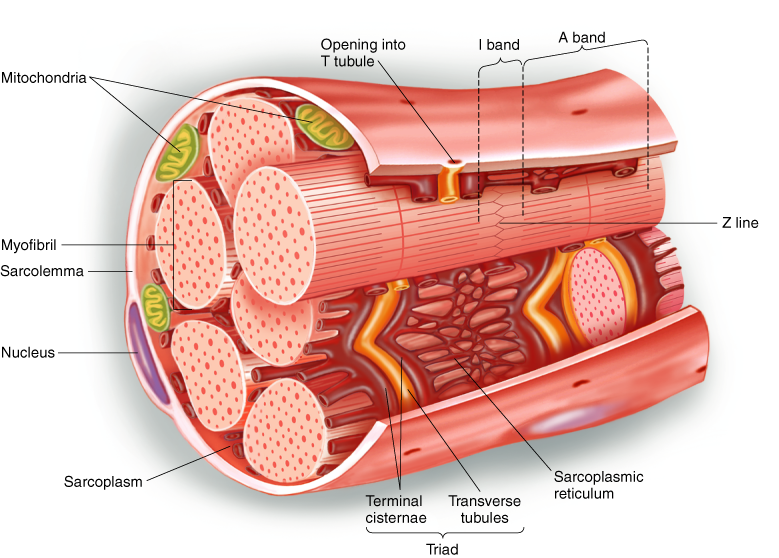 Opening into
T tubule
I band
A band
Mitochondria
Z line
Myofibril
Sarcolemma
Nucleus
Sarcoplasm
Terminal
cisternae
Transverse
tubules
Sarcoplasmic
reticulum
Triad